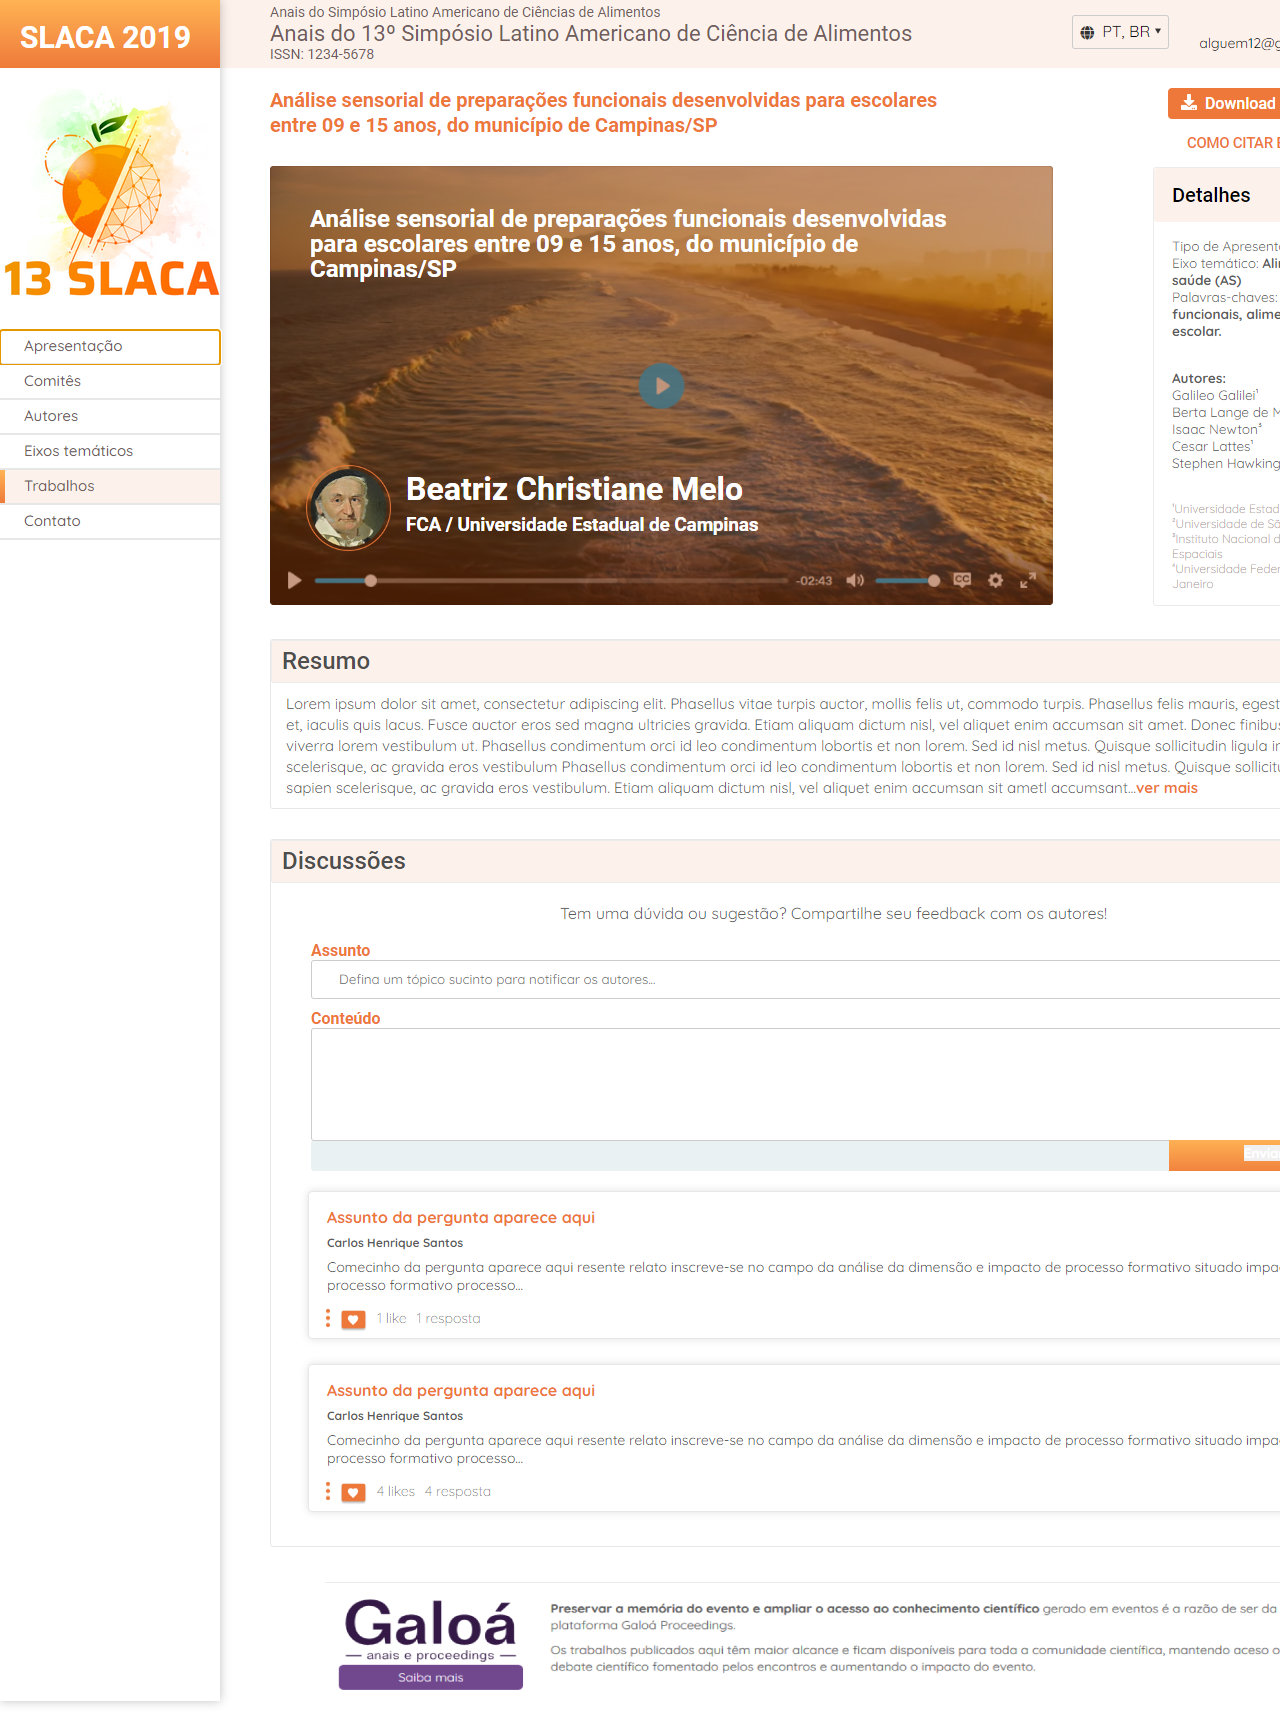 SLACA 2019
Anais do Simpósio Latino Americano de Ciências de Alimentos
Anais do 13º Simpósio Latino Americano de Ciência de Alimentos
ISSN: 1234-5678
PT, BR
alguem12@g
13 SLACA
Apresentação
Comitês
Autores
Eixos temáticos
Trabalhos
Contato
Análise sensorial de preparações funcionais desenvolvidas para escolares
entre 09 e 15 anos, do município de Campinas/SP
Download
COMO CITAR E
Análise sensorial de preparações funcionais desenvolvidas
para escolares entre 09 e 15 anos, do município de
Campinas/SP
Beatriz Christiane Melo
FCA / Universidade Estadual de Campinas
-02:43
CC
Detalhes
Tipo de Apresent
Eixo temático: Ali
saúde (AS)
Palavras-chaves:
funcionais, alime
escolar.
Autores:
Galileo Galilei¹
Berta Lange de M
Isaac Newton³
Cesar Lattes¹
Stephen Hawking
¹Universidade Estad
²Universidade de Sã
³Instituto Nacional d
Espaciais
⁴Universidade Feder
Janeiro
Resumo
Lorem ipsum dolor sit amet, consectetur adipiscing elit. Phasellus vitae turpis auctor, mollis felis ut, commodo turpis. Phasellus felis mauris, egest
et, iaculis quis lacus. Fusce auctor eros sed magna ultricies gravida. Etiam aliquam dictum nisl, vel aliquet enim accumsan sit amet. Donec finibus
viverra lorem vestibulum ut. Phasellus condimentum orci id leo condimentum lobortis et non lorem. Sed id nisl metus. Quisque sollicitudin ligula in
scelerisque, ac gravida eros vestibulum Phasellus condimentum orci id leo condimentum lobortis et non lorem. Sed id nisl metus. Quisque sollicitu
sapien scelerisque, ac gravida eros vestibulum. Etiam aliquam dictum nisl, vel aliquet enim accumsan sit ametl accumsant...ver mais
Discussões
Tem uma dúvida ou sugestão? Compartilhe seu feedback com os autores!
Assunto
Defina um tópico sucinto para notificar os autores...
Conteúdo
Enviar
Assunto da pergunta aparece aqui
Carlos Henrique Santos
Comecinho da pergunta aparece aqui resente relato inscreve-se no campo da análise da dimensão e impacto de processo formativo situado impa
processo formativo processo...
1 like 1 resposta
Assunto da pergunta aparece aqui
Carlos Henrique Santos
Comecinho da pergunta aparece aqui resente relato inscreve-se no campo da análise da dimensão e impacto de processo formativo situado impa
processo formativo processo...
4 likes 4 resposta
Galoá
anais e proceedings
Saiba mais
Preservar a memória do evento e ampliar o acesso ao conhecimento científico gerado em eventos é a razão de ser da
plataforma Galoá Proceedings.
Os trabalhos publicados aqui têm maior alcance e ficam disponíveis para toda a comunidade científica, mantendo aceso o
debate científico fomentado pelos encontros e aumentando o impacto do evento.